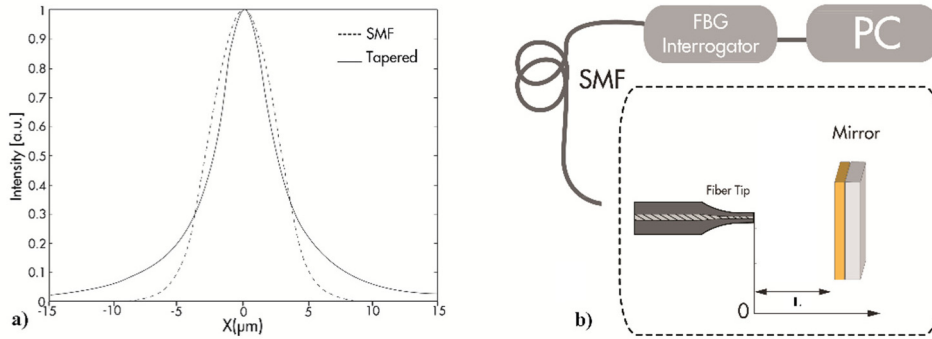 1
0.9
0.8
0.7
0.6
0.5
0.4
0.3
0.2
0.1
0
Intensity [a.u.]
SMF
Tapered
-15
-10
-5
0
5
10
15
X(µm)
a)
FBG
Interrogator
PC
SMF
Mirror
Fiber Tip
L
0
b)